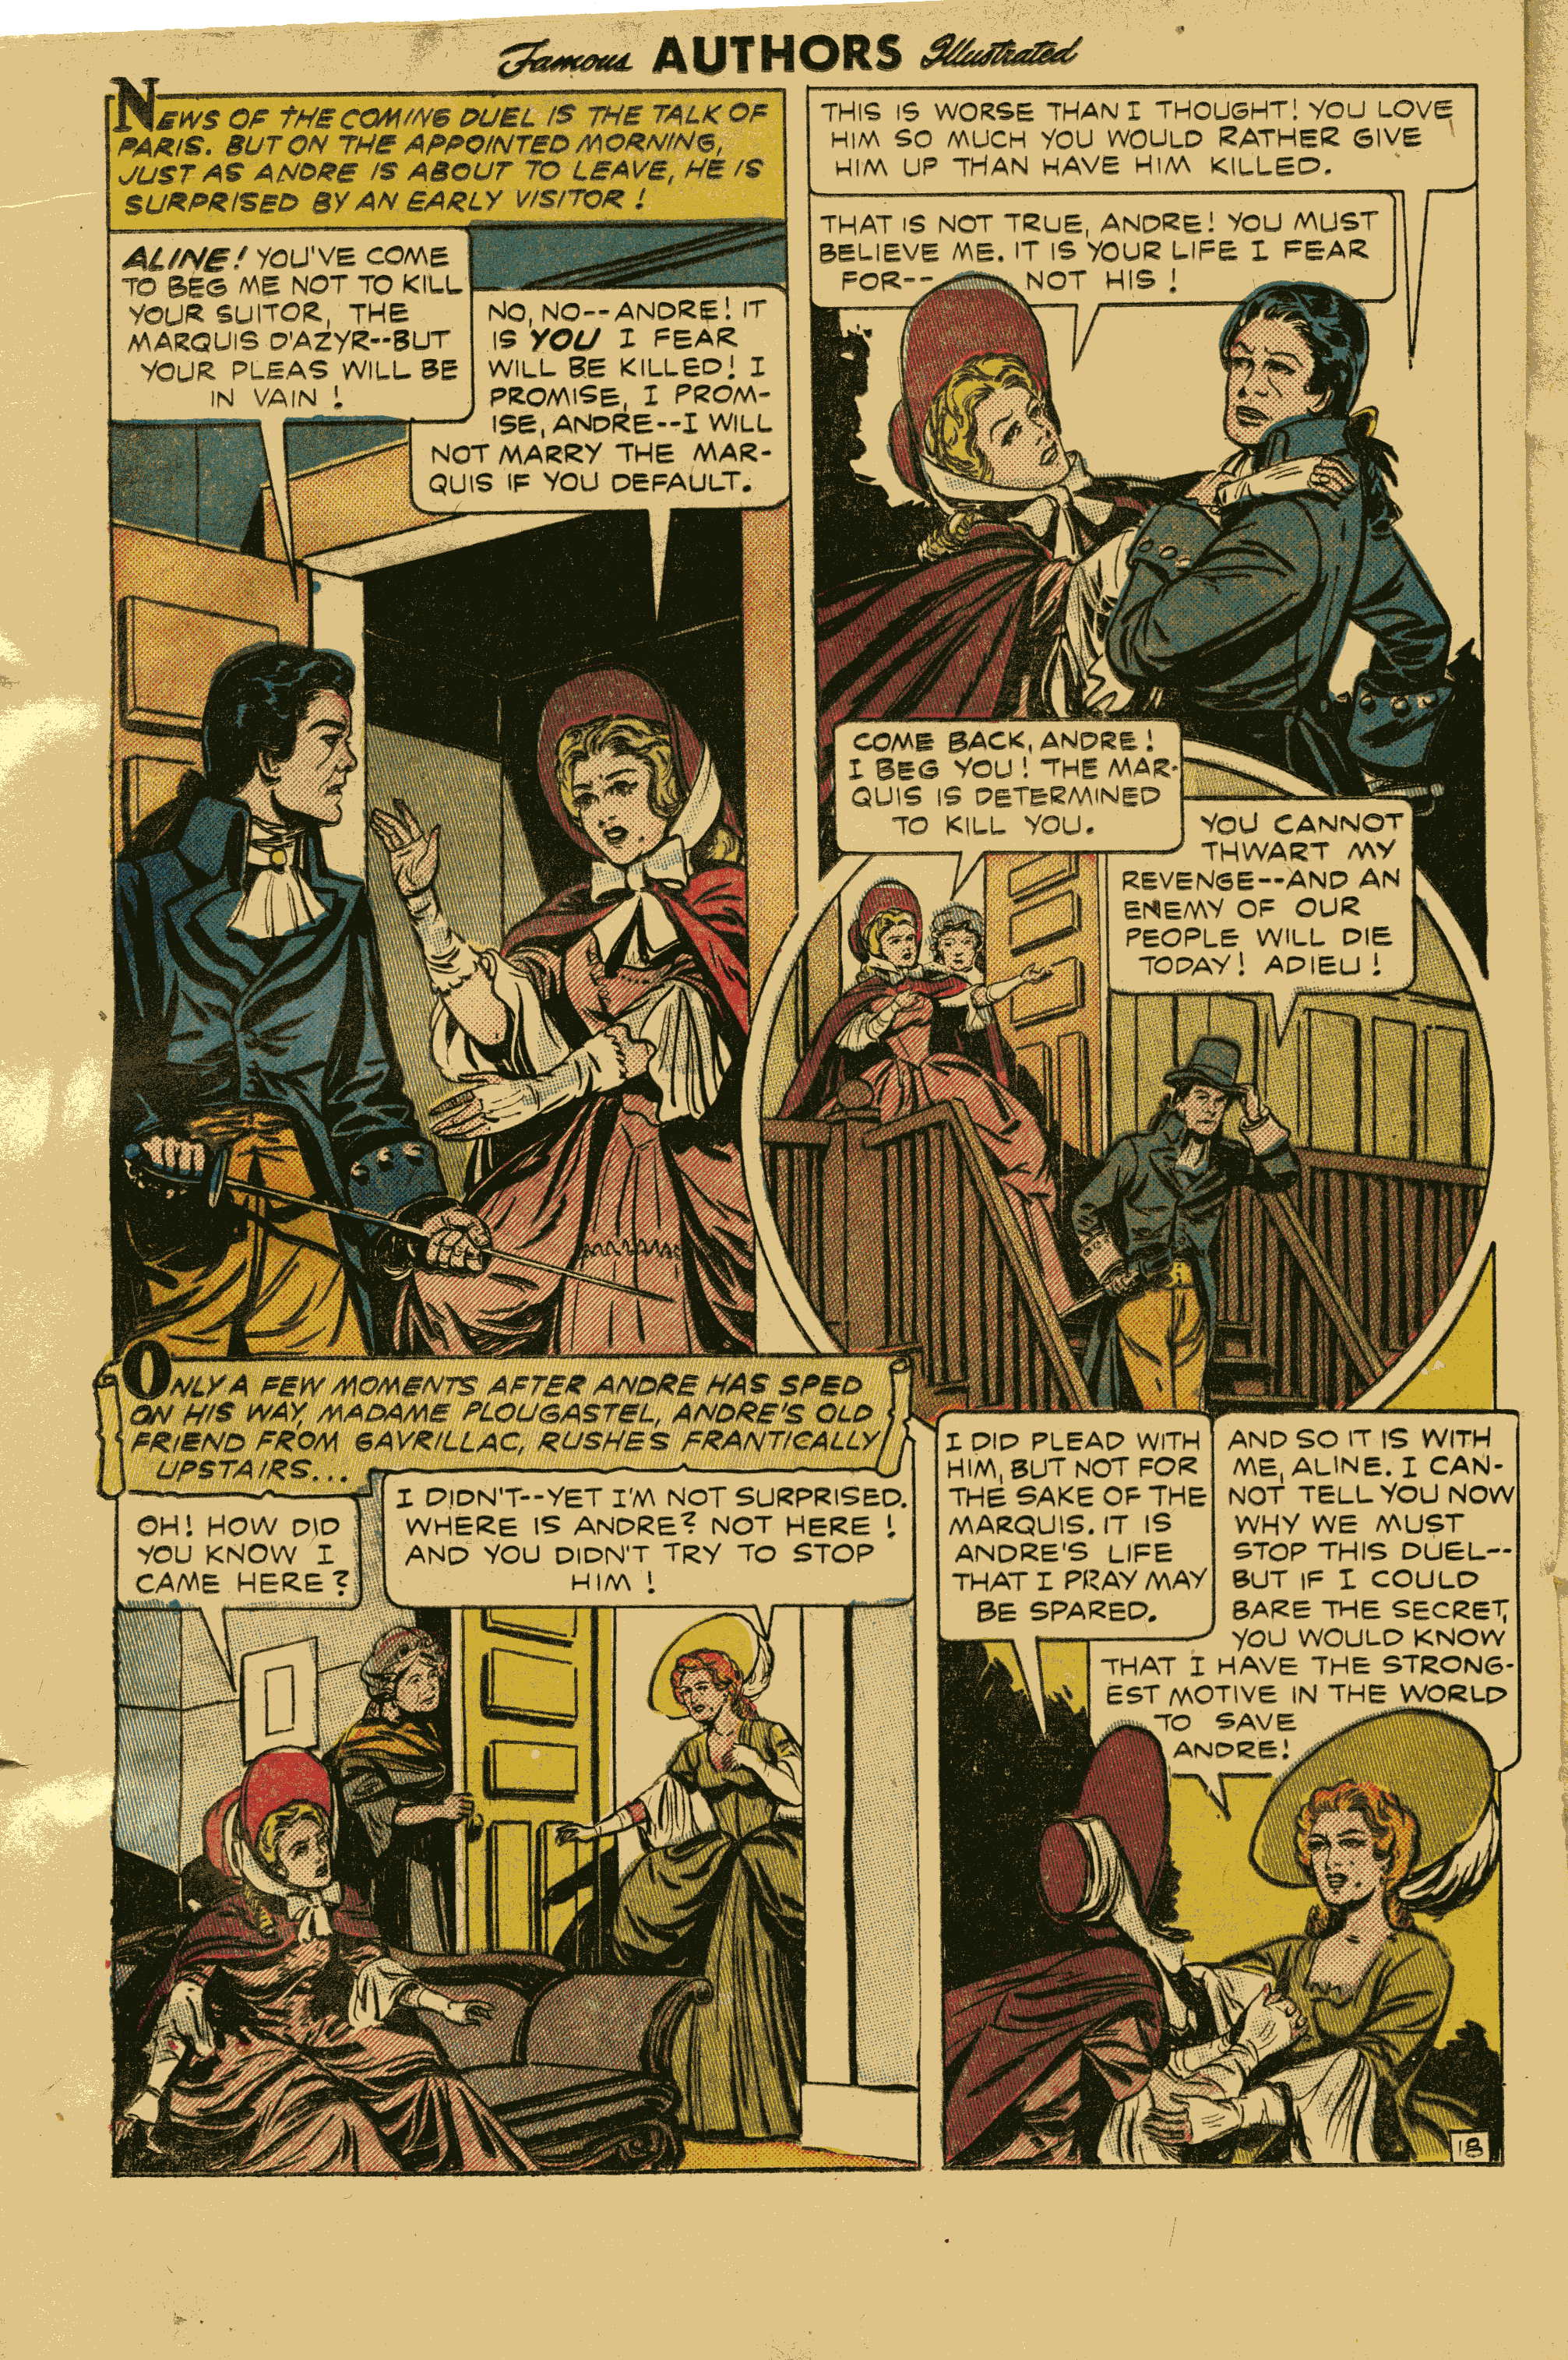 Famous AUTHORS Illustrated
NEWS OF THE COMING DUEL IS THE TALK OF
PARIS. BUT ON THE APPOINTED MORNING,
JUST AS ANDRE IS ABOUT TO LEAVE, HE IS
SURPRISED BY AN EARLY VISITOR!
ALINE! YOU'VE COME
TO BEG ME NOT TO KILL
YOUR SUITOR, THE
MARQUIS D'AZYR--BUT
YOUR PLEAS WILL BE
IN VAIN!
NO, NO--ANDRE! IT
IS YOU I FEAR
WILL BE KILLED! I
PROMISE, I PROM-
ISE, ANDRE--I WILL
NOT MARRY THE MAR-
QUIS IF YOU DEFAULT.
THIS IS WORSE THAN I THOUGHT! YOU LOVE
HIM SO MUCH YOU WOULD RATHER GIVE
HIM UP THAN HAVE HIM KILLED.
THAT IS NOT TRUE, ANDRE! YOU MUST
BELIEVE ME. IT IS YOUR LIFE I FEAR
FOR-- NOT HIS!
COME BACK, ANDRE!
I BEG YOU! THE MAR-
QUIS IS DETERMINED
TO KILL YOU.
YOU CANNOT
THWART MY
REVENGE--AND AN
ENEMY OF OUR
PEOPLE WILL DIE
TODAY! ADIEU!
ONLY A FEW MOMENTS AFTER ANDRE HAS SPED
ON HIS WAY, MADAME PLOUGASTEL, ANDRE'S OLD
FRIEND FROM GAVRILLAC, RUSHES FRANTICALLY
UPSTAIRS...
OH! HOW DID
YOU KNOW I
CAME HERE?
I DIDN'T--YET I'M NOT SURPRISED.
WHERE IS ANDRE? NOT HERE!
AND YOU DIDN'T TRY TO STOP
HIM!
I DID PLEAD WITH
HIM, BUT NOT FOR
THE SAKE OF THE
MARQUIS. IT IS
ANDRE'S LIFE
THAT I PRAY MAY
BE SPARED.
AND SO IT IS WITH
ME, ALINE. I CAN-
NOT TELL YOU NOW
WHY WE MUST
STOP THIS DUEL--
BUT IF I COULD
BARE THE SECRET,
YOU WOULD KNOW
THAT I HAVE THE STRONG-
EST MOTIVE IN THE WORLD
TO SAVE
ANDRE!
18